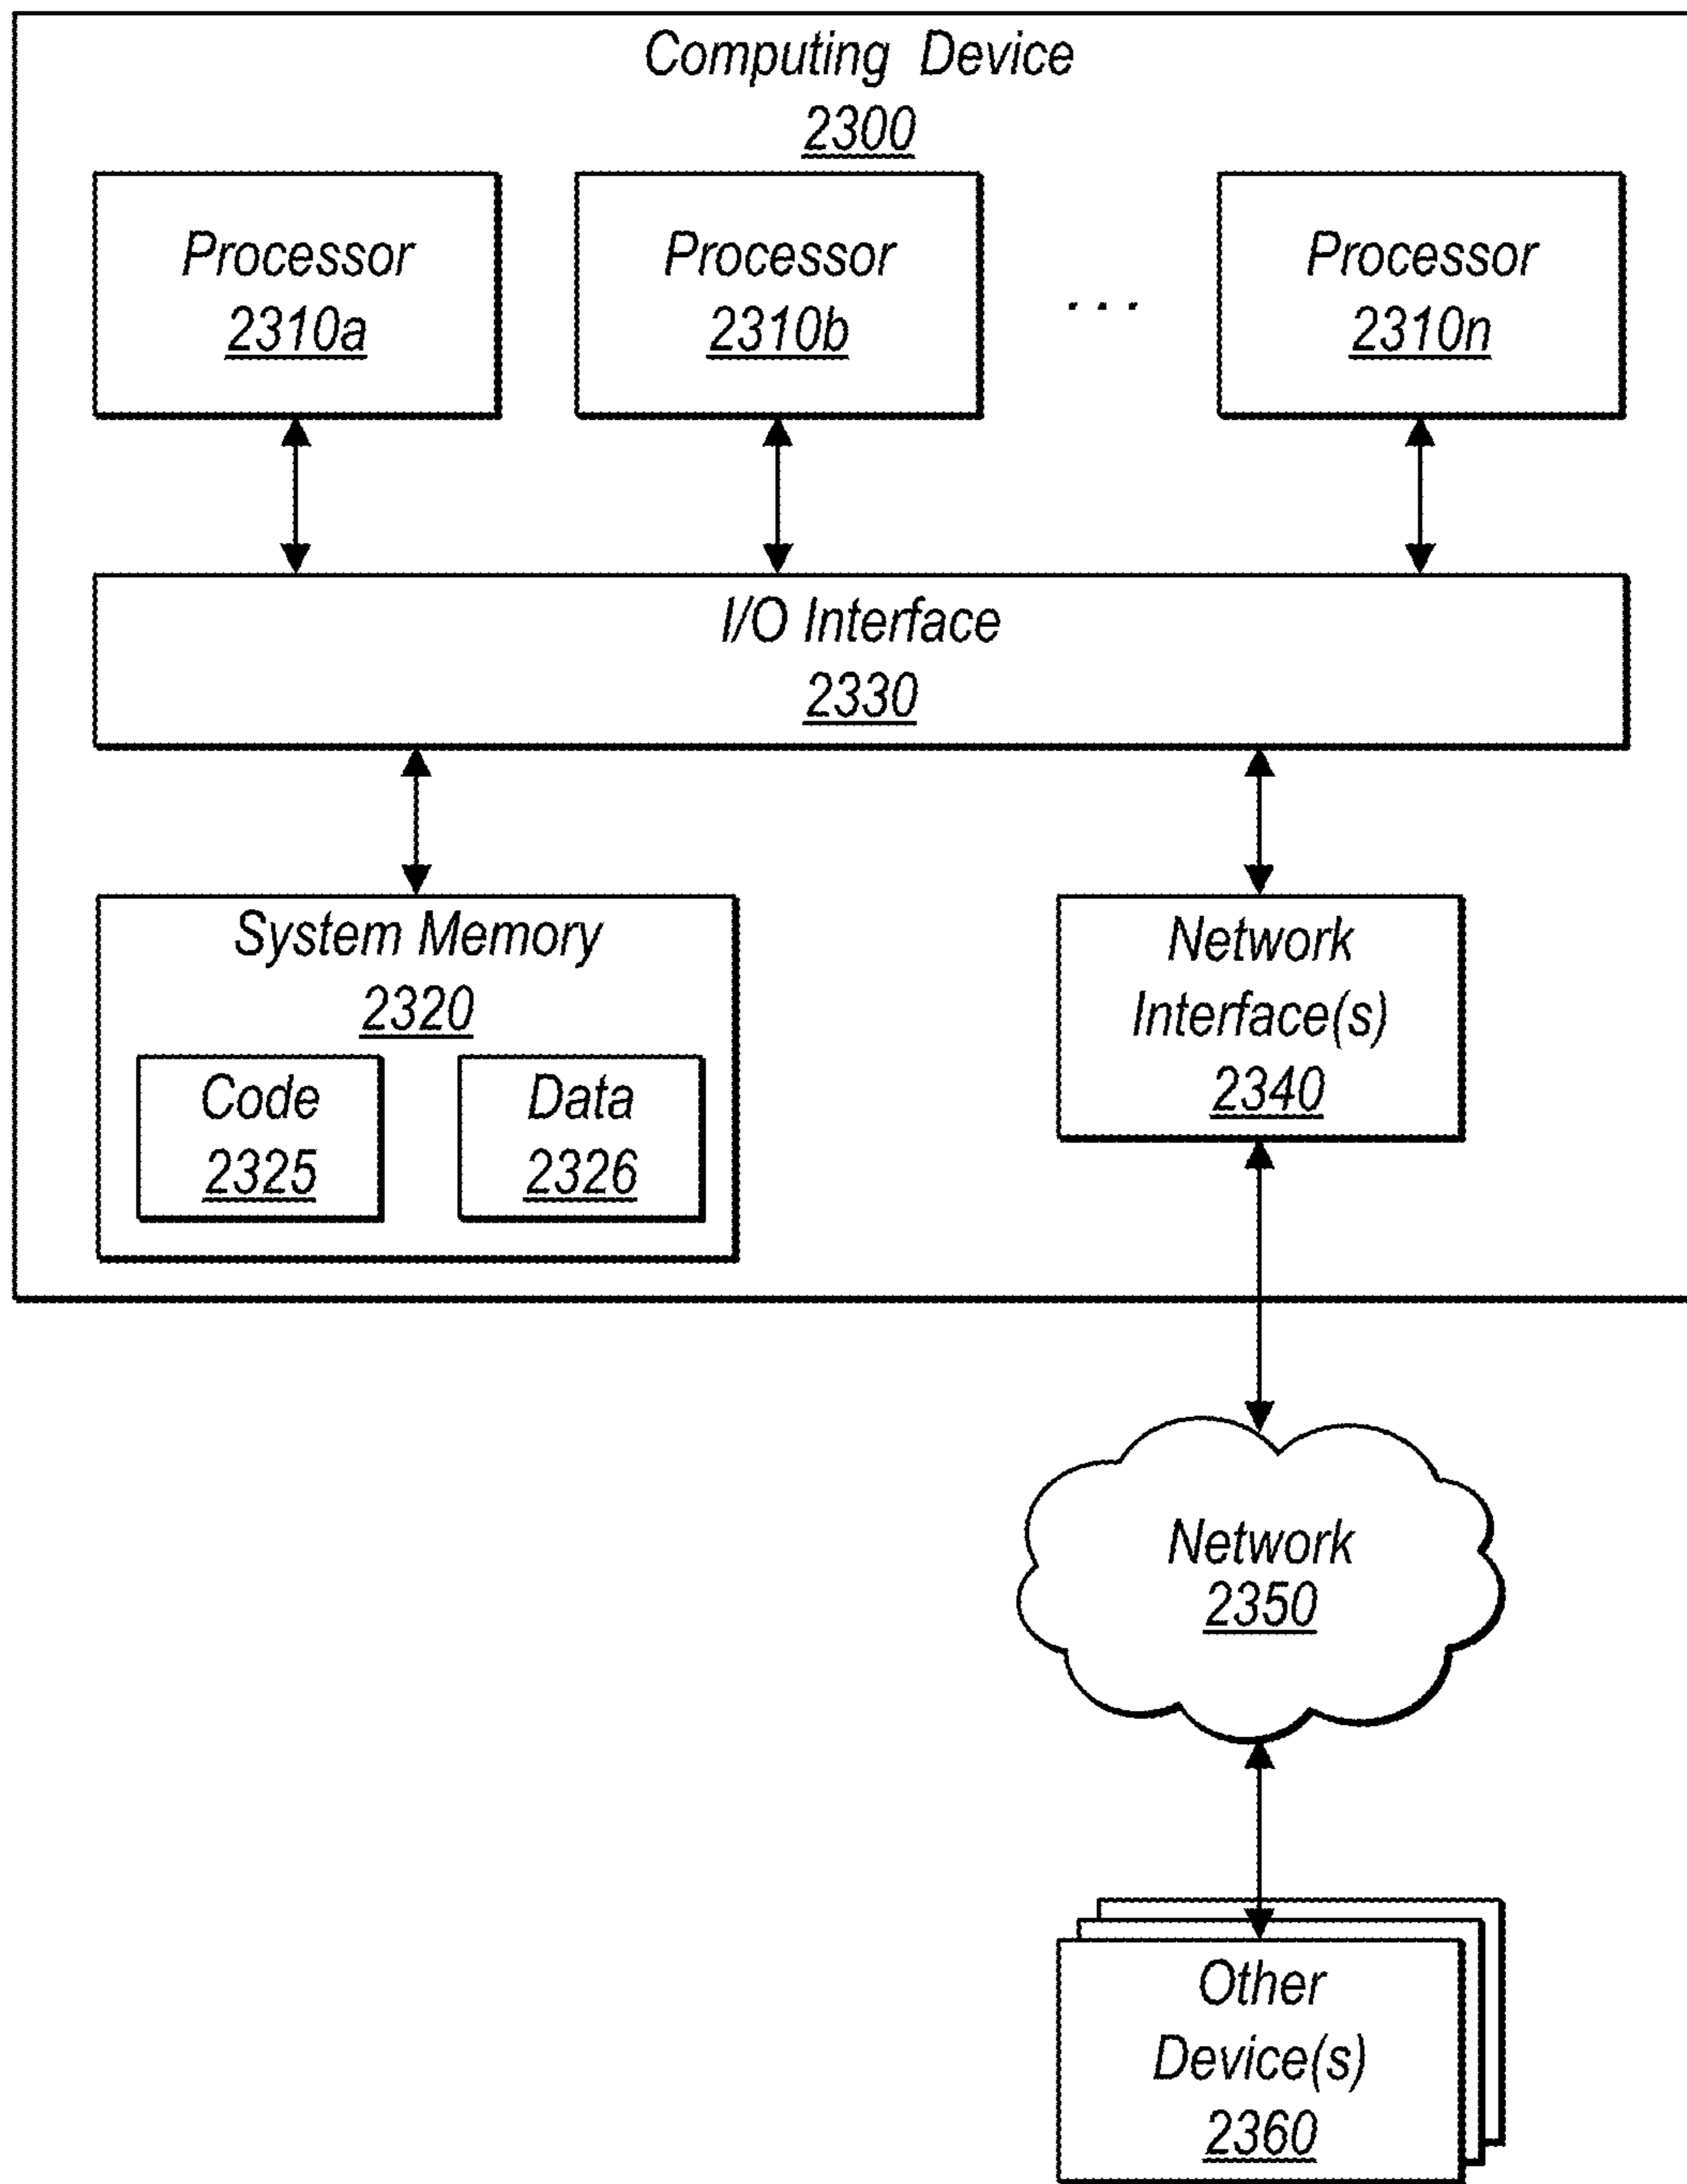 Computing Device
2300
Processor
2310a
Processor
2310b
. . .
Processor
2310n
I/O Interface
2330
System Memory
2320
Code
2325
Data
2326
Network
Interface(s)
2340
Network
2350
Other
Device(s)
2360